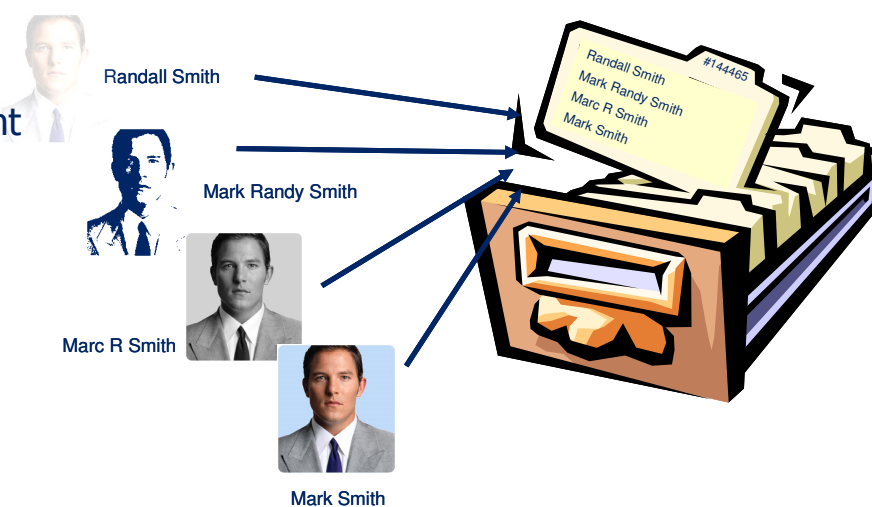 Randall Smith
nt
Mark Randy Smith
Marc R Smith
Mark Smith
#144465
Randall Smith
Mark Randy Smith
Marc R Smith
Mark Smith